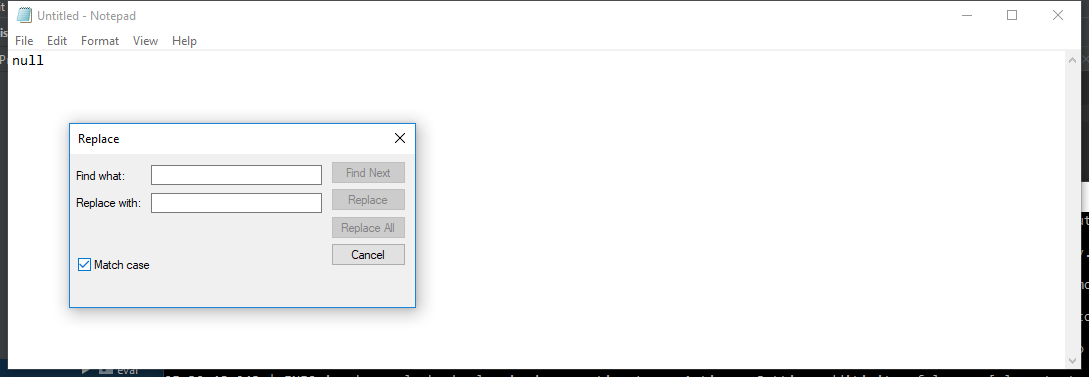 Untitled - Notepad
File Edit Format View Help
null
Replace
Find what:
Find Next
Replace with:
Replace
Replace All
Cancel
Match case
eval